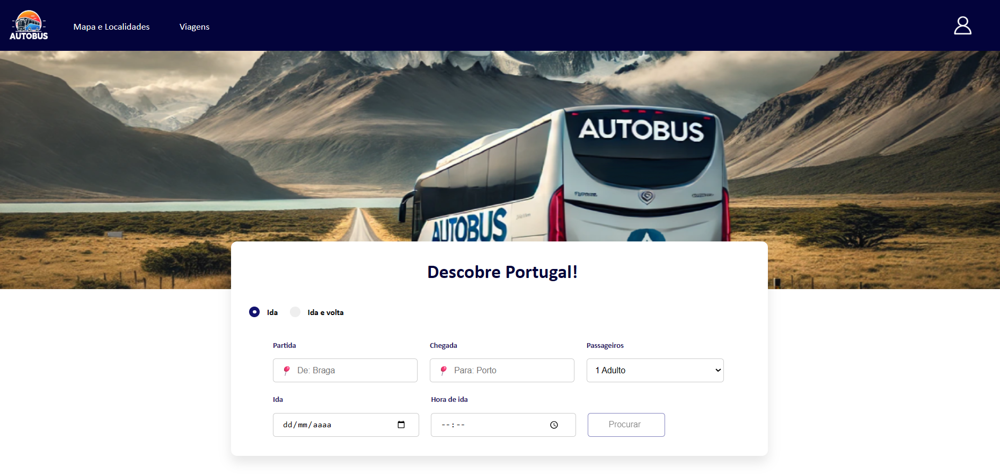 AUTOBUS
Mapa e Localidades
Viagens
AUTOBUS
AUTOBUS
Descobre Portugal!
Ida
Ida e volta
Partida
Chegada
Passageiros
De: Braga
Para: Porto
1 Adulto
Ida
Hora de ida
dd/mm/aaaa
--:--
Procurar